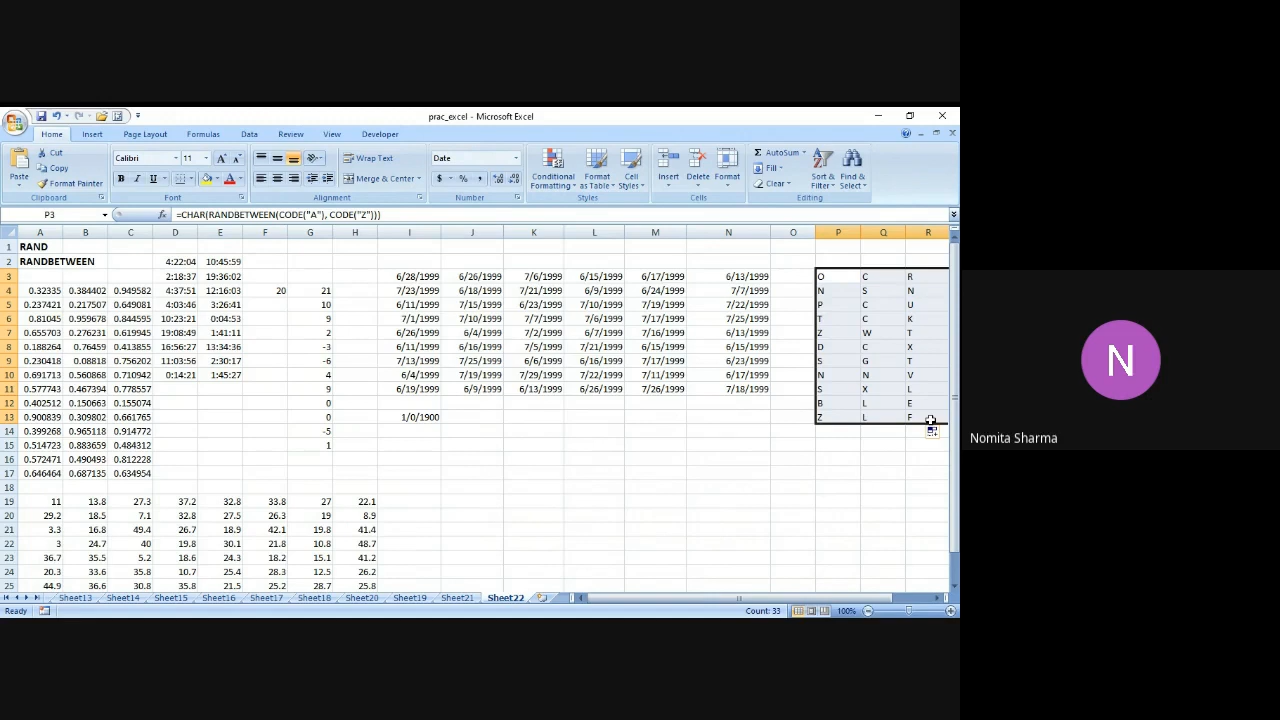 prac_excel - Microsoft Excel
Home Insert Page Layout Formulas Data Review View Developer
Cut Calibri 11 A A Wrap Text Date AutoSum
Copy Fill
Paste Format Painter B I U A Merge & Center $ % , Conditional Formatting Format as Table Cell Styles Insert Delete Format Clear Sort & Filter Find & Select
Clipboard Font Alignment Number Styles Cells Editing
P3 fx =CHAR(RANDBETWEEN(CODE("A"), CODE("Z")))
A B C D E F G H I J K L M N O P Q R
1 RAND
2 RANDBETWEEN 4:22:04 10:45:59
3 2:18:37 19:36:02 6/28/1999 6/26/1999 7/6/1999 6/15/1999 6/17/1999 6/13/1999 O C R
4 0.32335 0.384402 0.949582 4:37:51 12:16:03 20 21 7/23/1999 6/18/1999 7/21/1999 6/9/1999 6/24/1999 7/7/1999 N S N
5 0.237421 0.217507 0.649081 4:03:46 3:26:41 10 6/11/1999 7/15/1999 6/23/1999 7/10/1999 7/19/1999 7/22/1999 P C U
6 0.81045 0.959678 0.844595 10:23:21 0:04:53 9 7/1/1999 7/10/1999 7/7/1999 7/6/1999 7/17/1999 7/25/1999 T C K
7 0.655703 0.276231 0.619945 19:08:49 1:41:11 2 6/26/1999 6/4/1999 7/2/1999 6/7/1999 7/16/1999 6/13/1999 Z W T
8 0.188264 0.76459 0.413855 16:56:27 13:34:36 -3 6/11/1999 6/16/1999 7/5/1999 7/21/1999 6/15/1999 6/15/1999 D C X
9 0.230418 0.08818 0.756202 11:03:56 2:30:17 -6 7/13/1999 7/25/1999 6/6/1999 6/16/1999 7/17/1999 6/23/1999 S G T
10 0.691713 0.560868 0.710942 0:14:21 1:45:27 4 6/4/1999 7/19/1999 7/29/1999 7/22/1999 7/11/1999 6/17/1999 N N V
11 0.577743 0.467394 0.778557 9 6/19/1999 6/9/1999 6/13/1999 6/26/1999 7/26/1999 7/18/1999 S X L
12 0.402512 0.150663 0.155074 0 B L E
13 0.900839 0.309802 0.661765 0 1/0/1900 Z L F
14 0.399268 0.965118 0.914772 -5
15 0.514723 0.883659 0.484312 1
16 0.572471 0.490493 0.812228
17 0.646464 0.687135 0.634954
18
19 11 13.8 27.3 37.2 32.8 33.8 27 22.1
20 29.2 18.5 7.1 32.8 27.5 26.3 19 8.9
21 3.3 16.8 49.4 26.7 18.9 42.1 19.8 41.4
22 3 24.7 40 19.8 30.1 21.8 10.8 48.7
23 36.7 35.5 5.2 18.6 24.3 18.2 15.1 41.2
24 20.3 33.6 35.8 10.7 25.4 28.3 12.5 26.2
25 44.9 36.6 30.8 35.8 21.5 25.2 28.7 25.8
Sheet13 Sheet14 Sheet15 Sheet16 Sheet17 Sheet18 Sheet20 Sheet19 Sheet21 Sheet22
Ready Count: 33 100%
N
Nomita Sharma